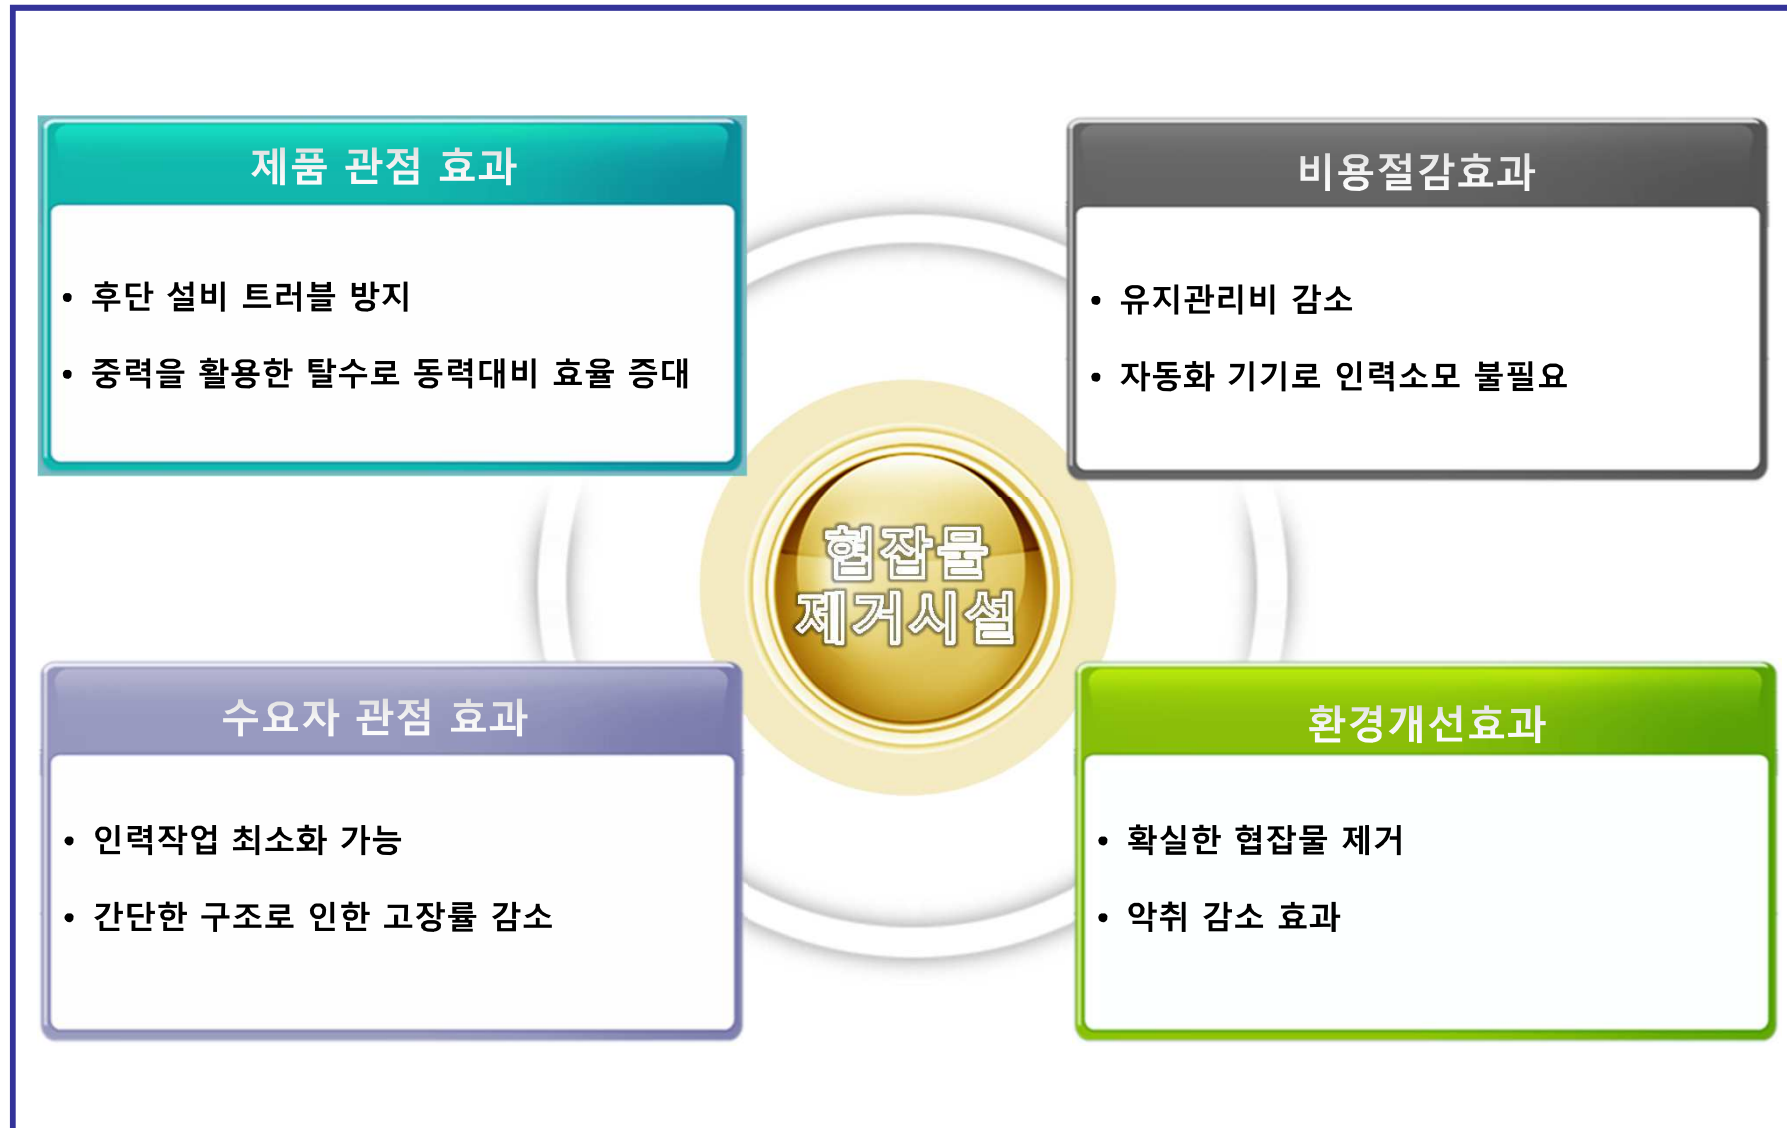 제품 관점 효과
• 후단 설비 트러블 방지
• 중력을 활용한 탈수로 동력대비 효율 증대
비용절감효과
• 유지관리비 감소
• 자동화 기기로 인력소모 불필요
협잡물
제거시설
수요자 관점 효과
• 인력작업 최소화 가능
• 간단한 구조로 인한 고장률 감소
환경개선효과
• 확실한 협잡물 제거
• 악취 감소 효과